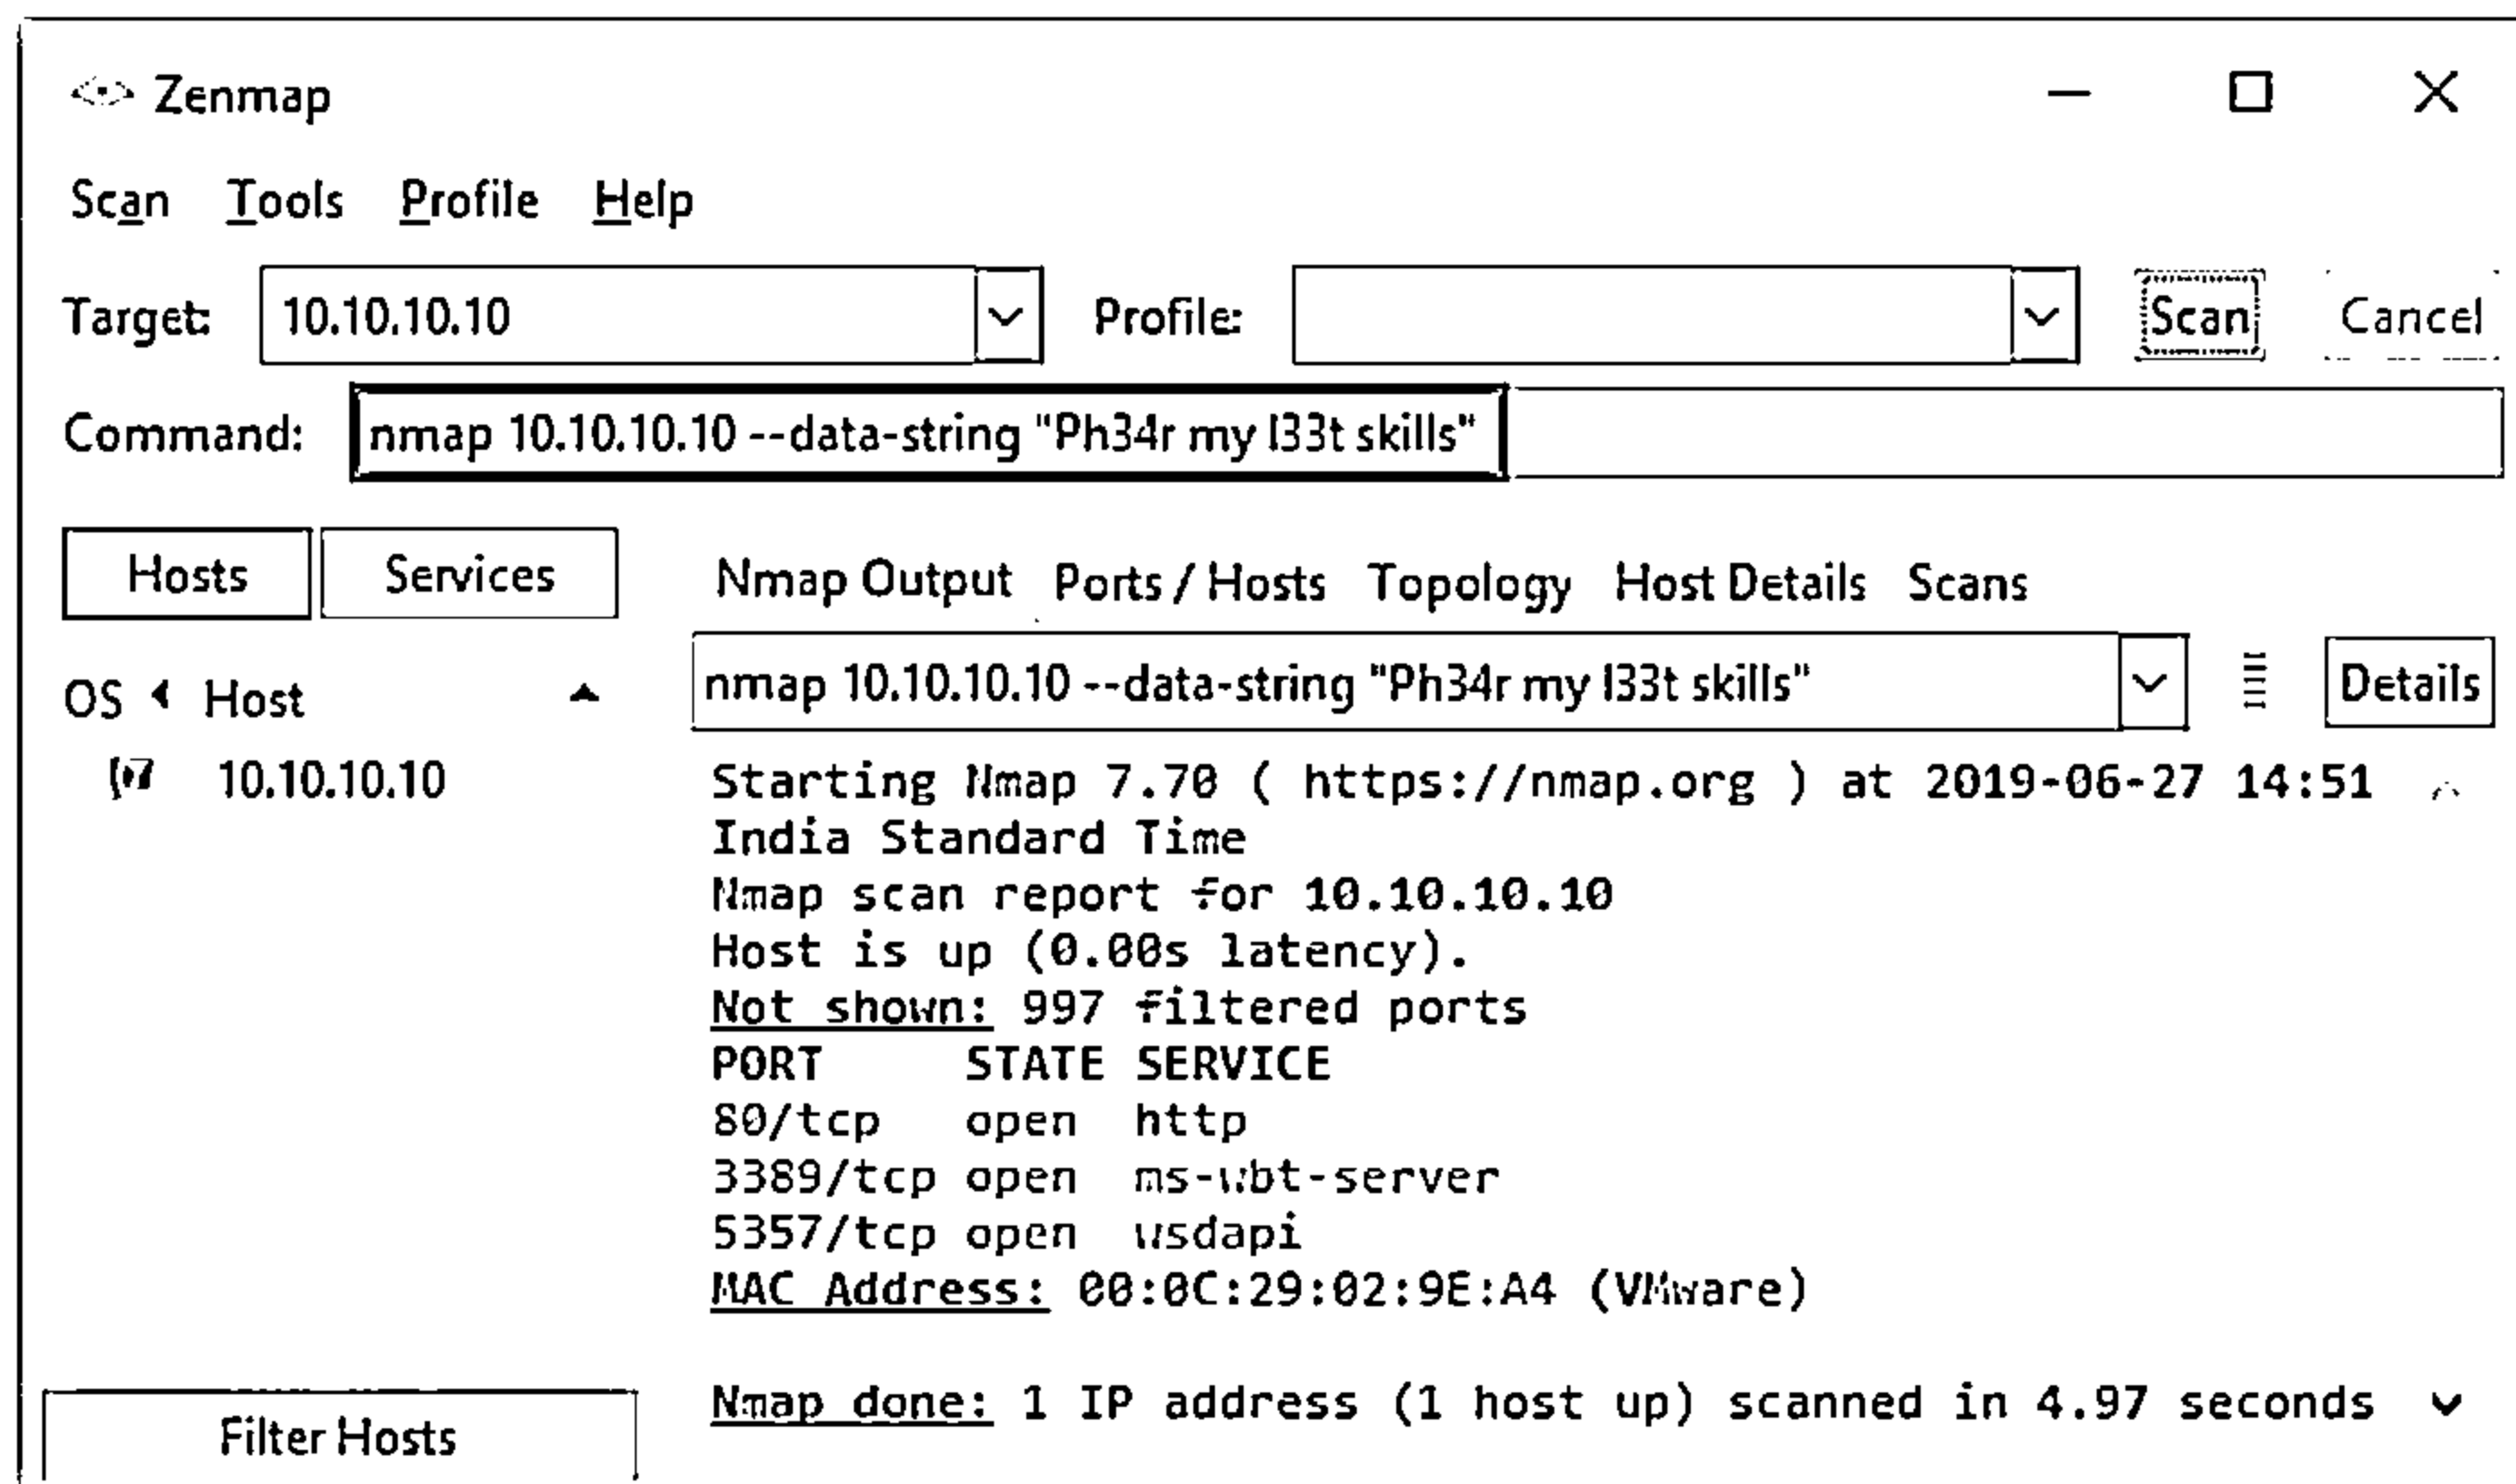 Zenmap
Scan Tools Profile Help
Target: 10.10.10.10 Profile: Scan Cancel
Command: nmap 10.10.10.10 --data-string "Ph34r my l33t skills"
Hosts Services Nmap Output Ports / Hosts Topology Host Details Scans
OS Host nmap 10.10.10.10 --data-string "Ph34r my l33t skills" Details
10.10.10.10
Starting Nmap 7.70 ( https://nmap.org ) at 2019-06-27 14:51
India Standard Time
Nmap scan report for 10.10.10.10
Host is up (0.00s latency).
Not shown: 997 filtered ports
PORT STATE SERVICE
80/tcp open http
3389/tcp open ms-wbt-server
5357/tcp open wsdapi
MAC Address: 00:0C:29:02:9E:A4 (VMware)
Nmap done: 1 IP address (1 host up) scanned in 4.97 seconds
Filter Hosts